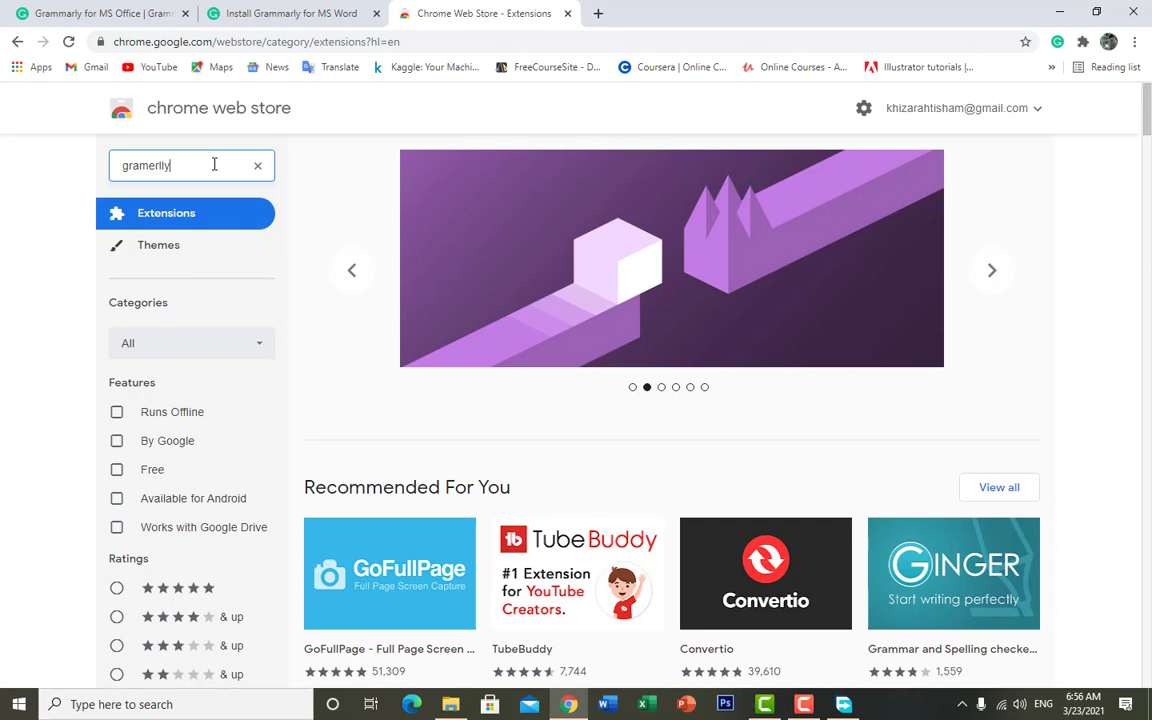 Grammarly for MS Office | Gramm
Install Grammarly for MS Word
Chrome Web Store - Extensions
chrome.google.com/webstore/category/extensions?hl=en
Apps
Gmail
YouTube
Maps
News
Translate
Kaggle: Your Machi...
FreeCourseSite - Do...
Coursera | Online C...
Online Courses - A...
Illustrator tutorials |...
»
Reading list
chrome web store
khizarahtisham@gmail.com
gramerlly
Extensions
Themes
Categories
All
Features
Runs Offline
By Google
Free
Available for Android
Works with Google Drive
Ratings
& up
& up
& up
Recommended For You
View all
GoFullPage
Full Page Screen Capture
TubeBuddy
#1 Extension
for YouTube
Creators.
Convertio
GINGER
Start writing perfectly
GoFullPage - Full Page Screen ...
51,309
TubeBuddy
7,744
Convertio
39,610
Grammar and Spelling checke...
1,559
Type here to search
ENG
6:56 AM
3/23/2021